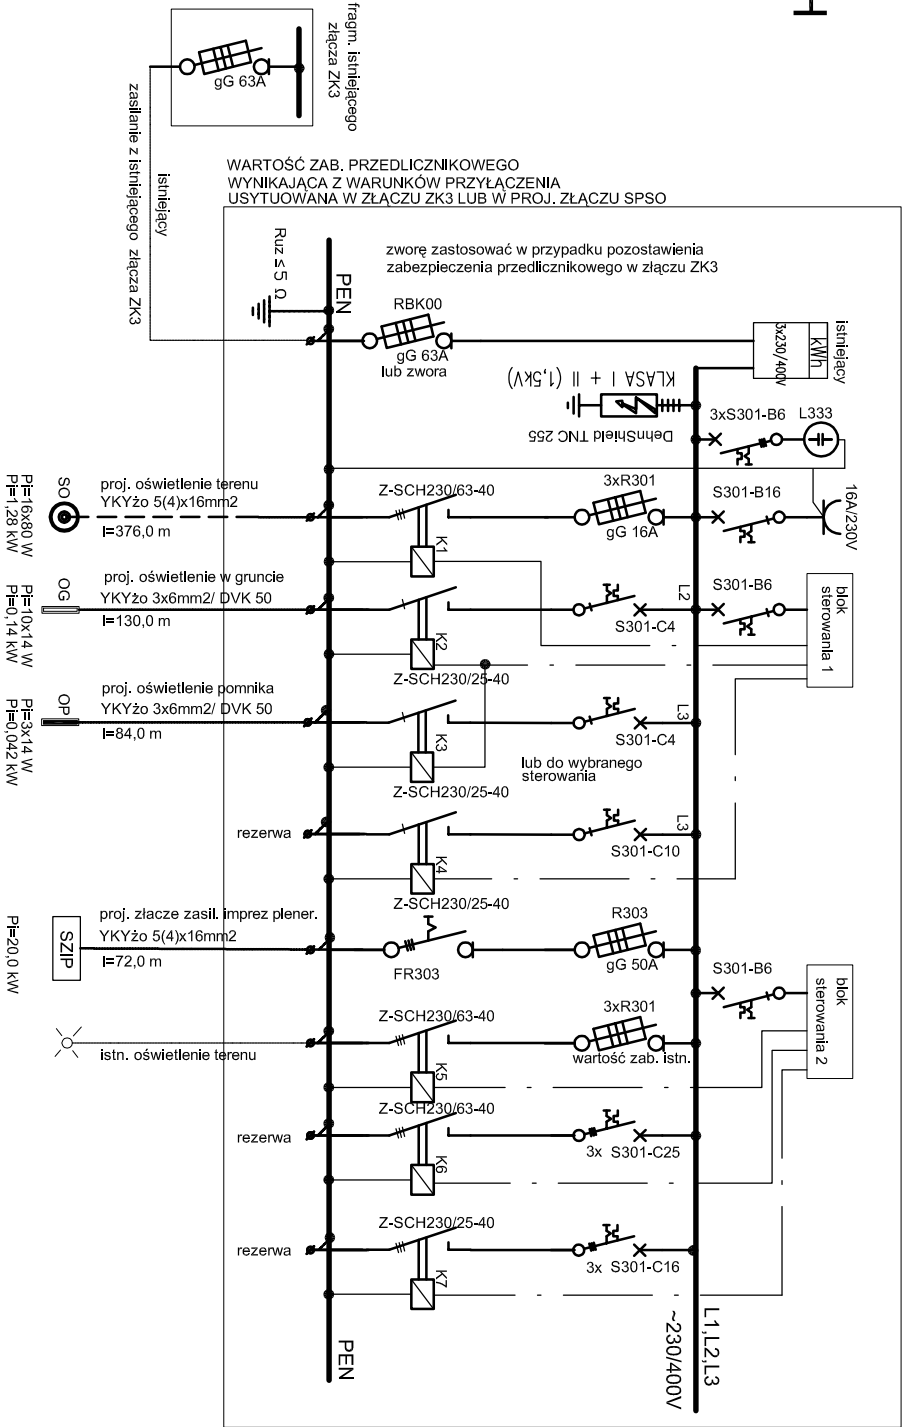 fragm. istniejącego
złącza ZK3
gG 63A
istniejący
zasilanie z istniejącego złącza ZK3
WARTOŚĆ ZAB. PRZEDLICZNIKOWEGO
WYNIKAJĄCA Z WARUNKÓW PRZYŁĄCZENIA
USYTUOWANA W ZŁĄCZU ZK3 LUB W PROJ. ZŁĄCZU SPSO
zworę zastosować w przypadku pozostawienia
zabezpieczenia przedlicznikowego w złączu ZK3
Ruz ≤ 5 Ω
PEN
RBK00
gG 63A
lub zwora
istniejący
kWh
3x230/400V
KLASA I + II (1,5kV)
DehnShield TNC 255
3xS301-B6
L333
16A/230V
SO
Pi=16x80 W
Pi=1,28 kW
proj. oświetlenie terenu
YKYżo 5(4)x16mm2
l=376,0 m
Z-SCH230/63-40
K1
3xR301
gG 16A
S301-B16
OG
Pi=10x14 W
Pi=0,14 kW
proj. oświetlenie w gruncie
YKYżo 3x6mm2/ DVK 50
l=130,0 m
K2
Z-SCH230/25-40
S301-C4
L2
S301-B6
blok
sterowania 1
OP
Pi=3x14 W
Pi=0,042 kW
proj. oświetlenie pomnika
YKYżo 3x6mm2/ DVK 50
l=84,0 m
K3
Z-SCH230/25-40
S301-C4
L3
lub do wybranego
sterowania
rezerwa
K4
Z-SCH230/25-40
S301-C10
L3
SZIP
Pi=20,0 kW
proj. złacze zasil. imprez plener.
YKYżo 5(4)x16mm2
l=72,0 m
FR303
R303
gG 50A
S301-B6
blok
sterowania 2
istn. oświetlenie terenu
Z-SCH230/63-40
K5
3xR301
wartość zab. istn.
rezerwa
Z-SCH230/63-40
K6
3x S301-C25
rezerwa
Z-SCH230/25-40
K7
3x S301-C16
PEN
L1,L2,L3
~230/400V